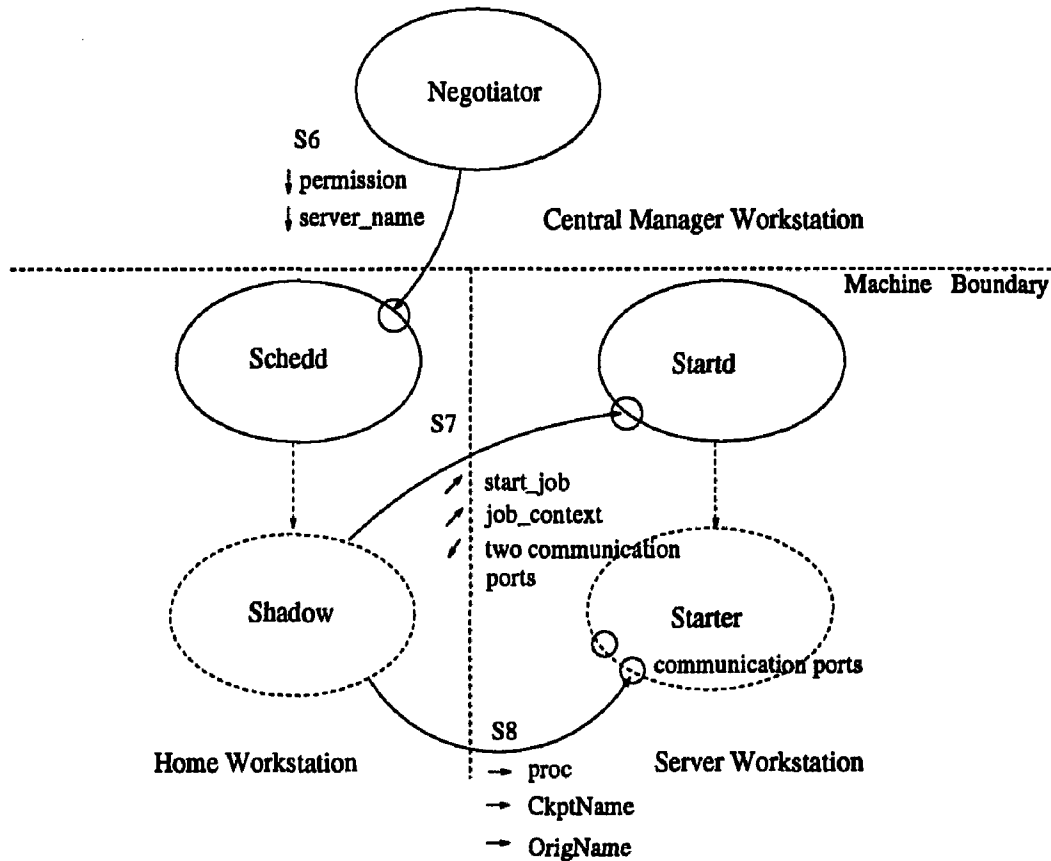 Negotiator
S6
permission
server_name
Central Manager Workstation
Machine Boundary
Schedd
Startd
S7
start_job
job_context
two communication
ports
Shadow
Starter
communication ports
S8
Home Workstation
Server Workstation
proc
CkptName
OrigName